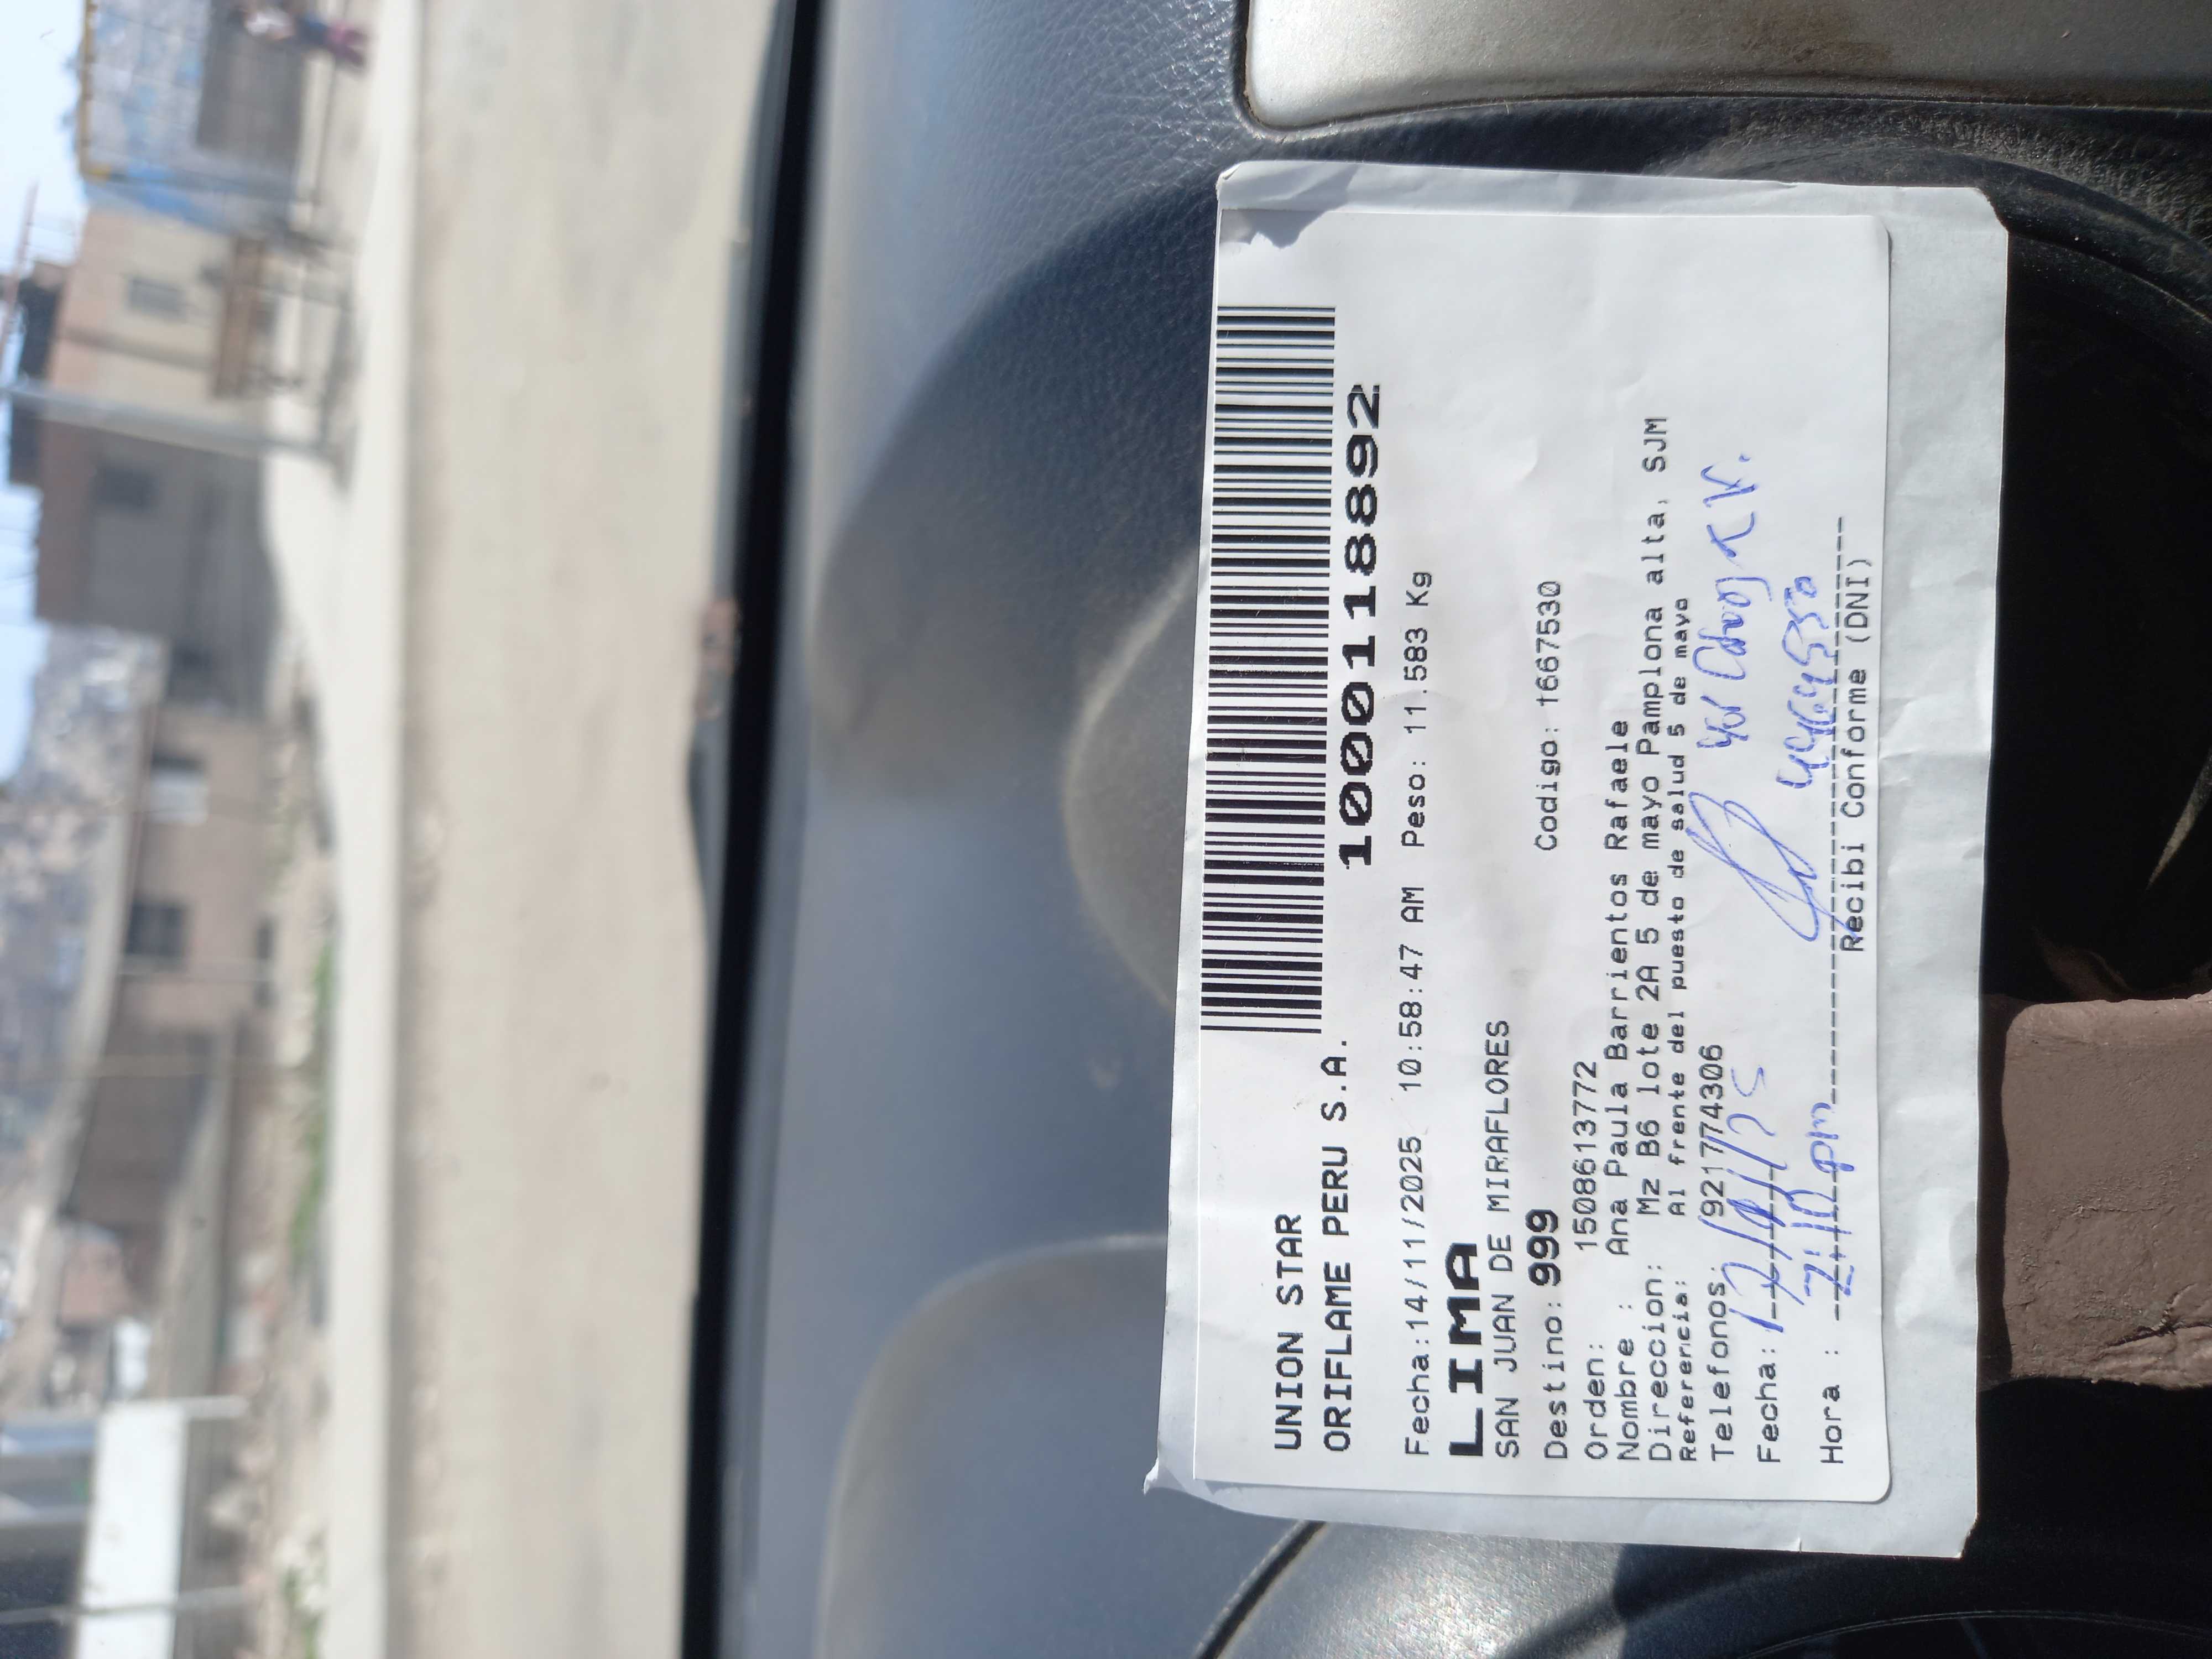 UNION STAR
ORIFLAME PERU S.A.
1000118892
Fecha:14/11/2025 10:58:47 AM Peso: 11.583 Kg
LIMA
SAN JUAN DE MIRAFLORES
Destino: 999 Codigo: 1667530
Orden: 1508613772
Nombre : Ana Paula Barrientos Rafaele
Direccion: Mz B6 lote 2A 5 de mayo Pamplona alta, SJM
Referencia: Al frente del puesto de salud 5 de mayo
Telefonos: /921774306
Fecha: 17/11/25
Hora : 2:10 pm
Recibi Conforme (DNI)